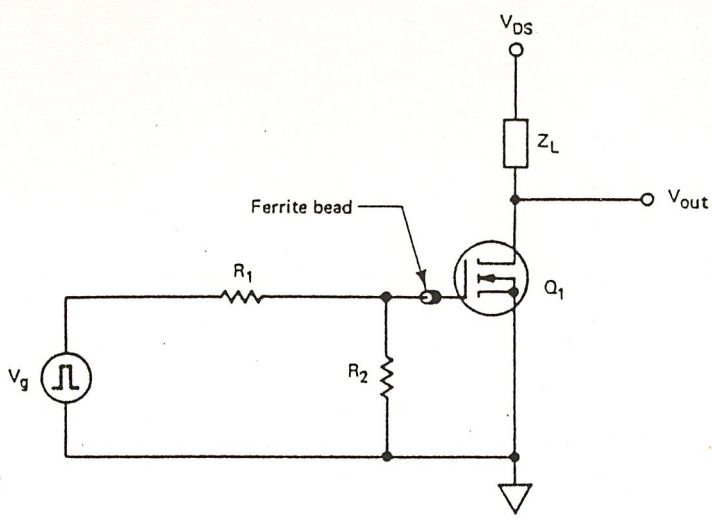 V_DS
Z_L
V_out
Ferrite bead
R_1
Q_1
R_2
V_g